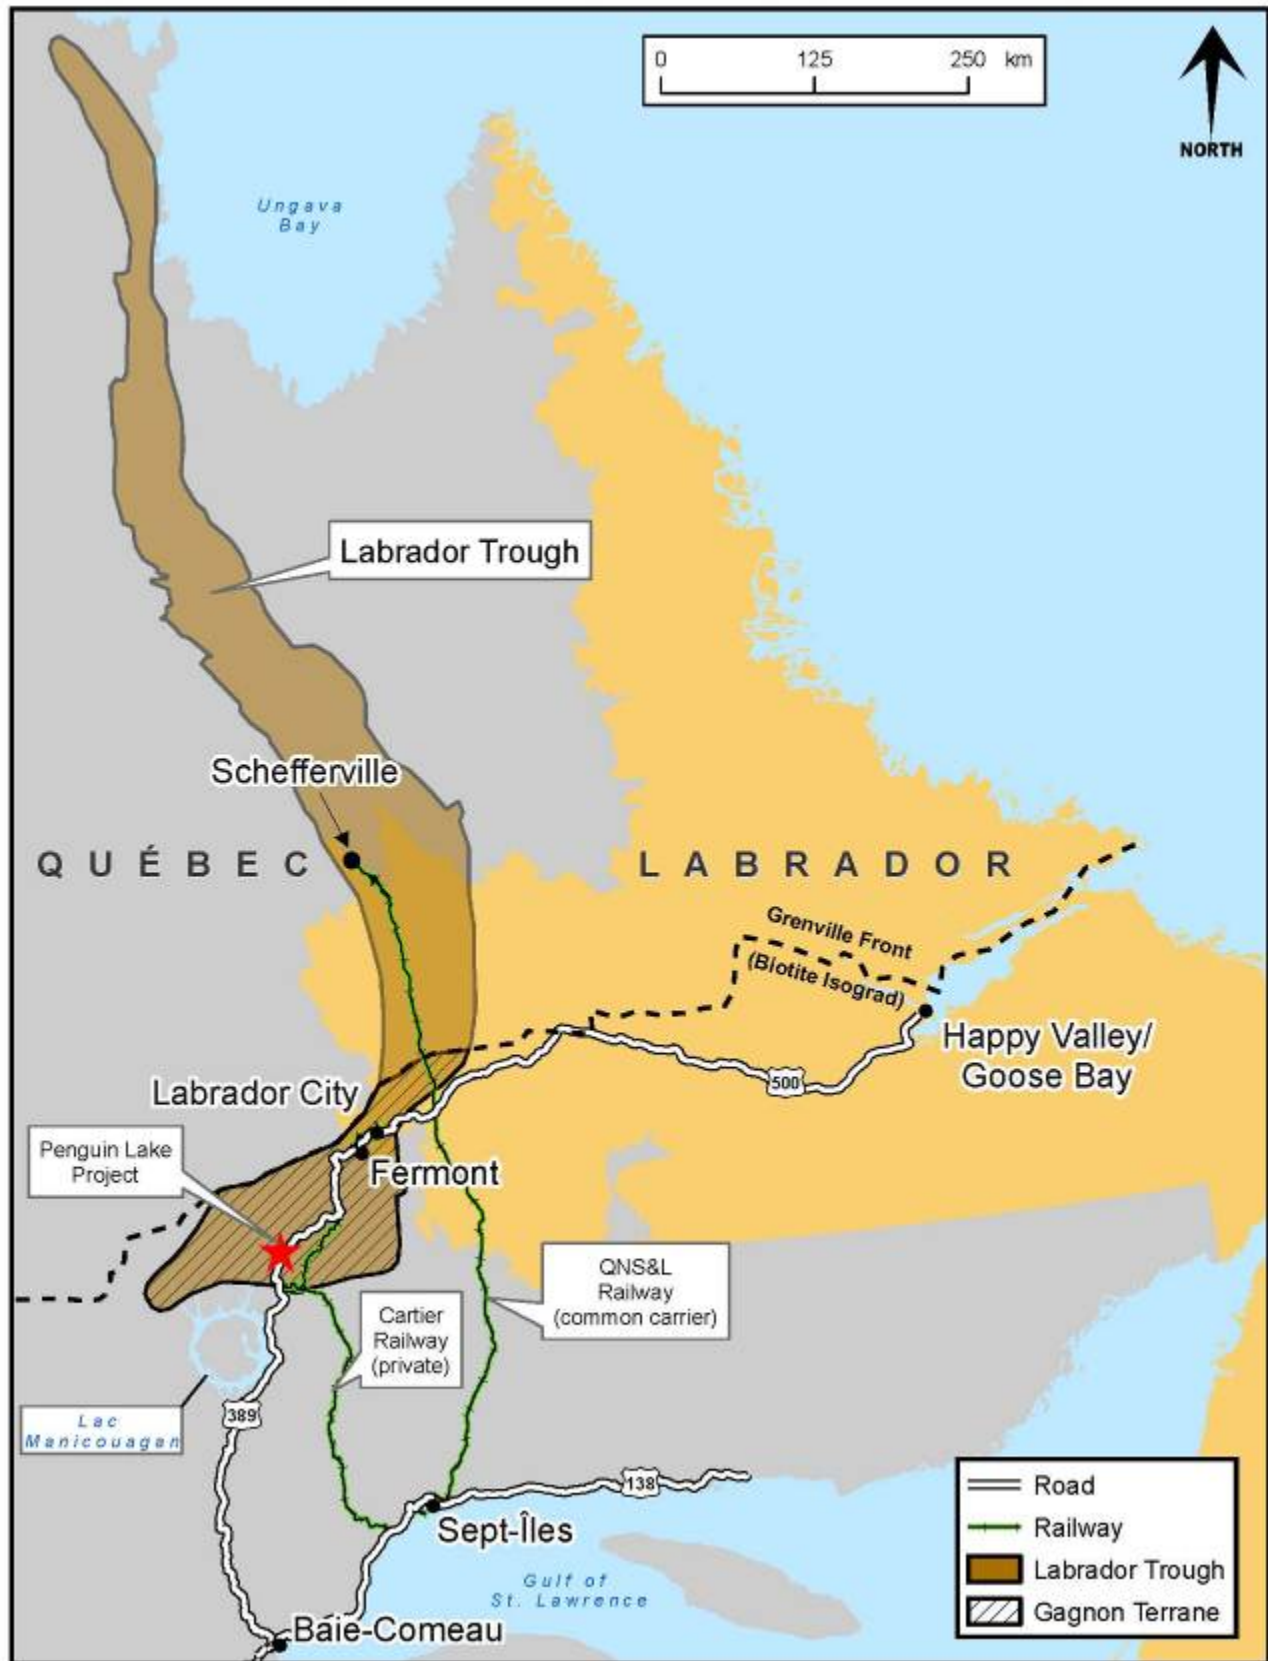 0 125 250 km
NORTH
Ungava
Bay
Labrador Trough
Schefferville
QUÉBEC
LABRADOR
Grenville Front
(Biotite Isograd)
Happy Valley/
Goose Bay
500
Labrador City
Fermont
Penguin Lake
Project
QNS&L
Railway
(common carrier)
Cartier
Railway
(private)
389
Lac
Manicouagan
138
Sept-Îles
Gulf of
St. Lawrence
Baie-Comeau
Road
Railway
Labrador Trough
Gagnon Terrane